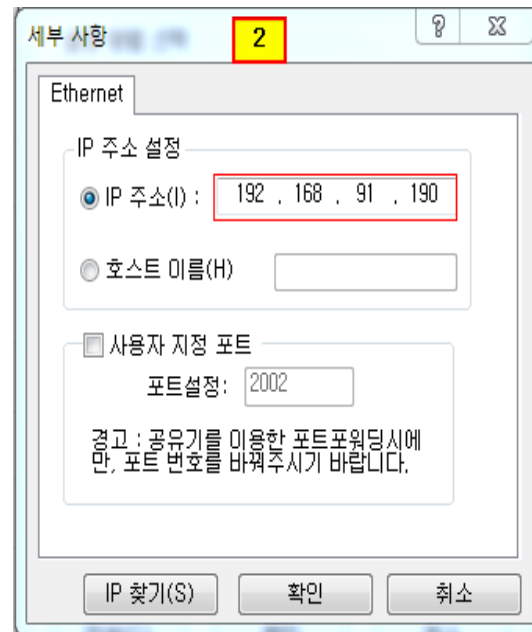 세부 사항
2
Ethernet
IP 주소 설정
IP 주소(I) : 192 . 168 . 91 . 190
호스트 이름(H)
사용자 지정 포트
포트설정: 2002
경고 : 공유기를 이용한 포트포워딩시에
만, 포트 번호를 바꿔주시기 바랍니다.
IP 찾기(S) 확인 취소